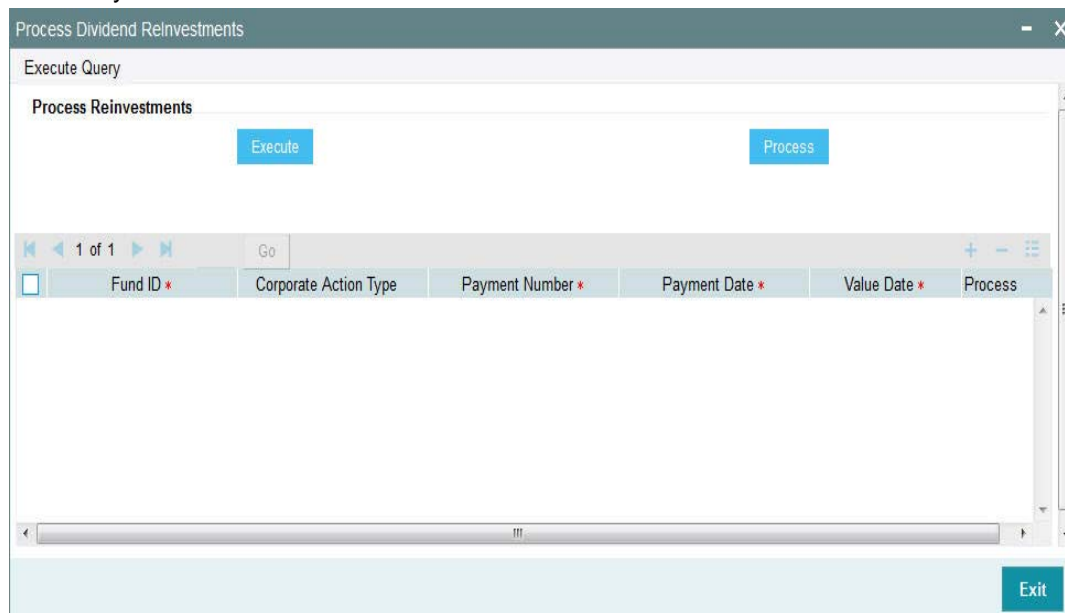 Process Dividend ReInvestments
Execute Query
Process Reinvestments
Execute Process
1 of 1 Go
Fund ID * Corporate Action Type Payment Number * Payment Date * Value Date * Process
Exit